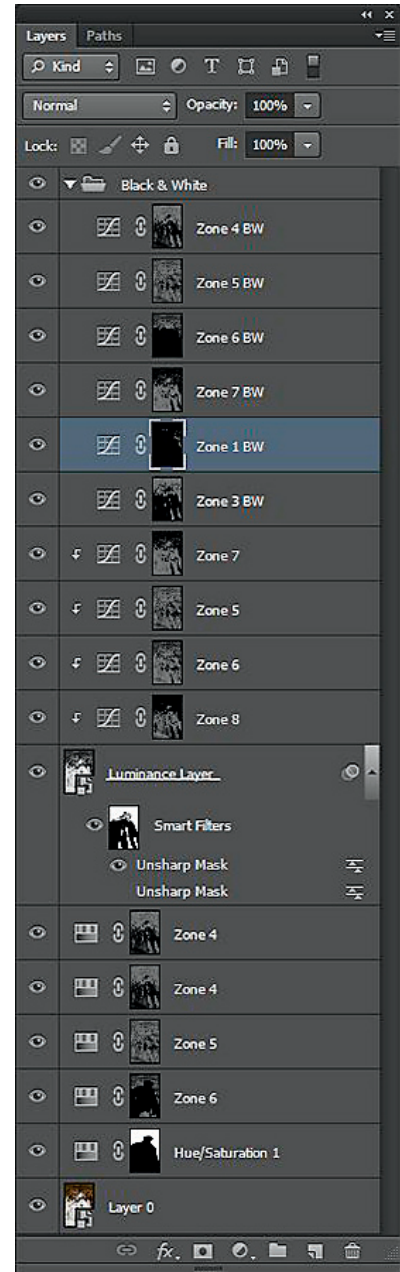 Layers Paths
Kind
Normal Opacity: 100%
Lock: Fill: 100%
Black & White
Zone 4 BW
Zone 5 BW
Zone 6 BW
Zone 7 BW
Zone 1 BW
Zone 3 BW
Zone 7
Zone 5
Zone 6
Zone 8
Luminance Layer
Smart Filters
Unsharp Mask
Unsharp Mask
Zone 4
Zone 4
Zone 5
Zone 6
Hue/Saturation 1
Layer 0
fx.